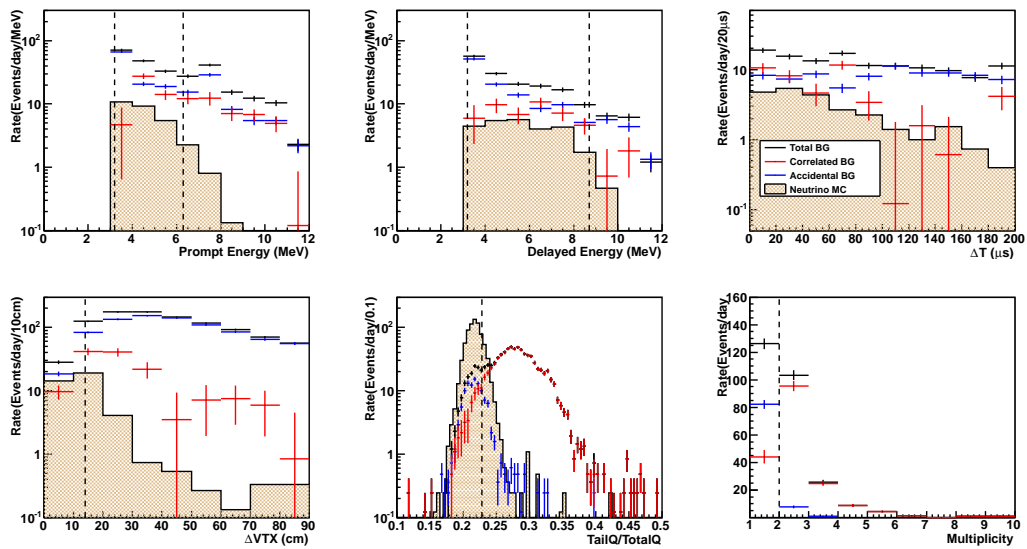 Rate(Events/day/MeV)
10²
10
1
10⁻¹
0 2 4 6 8 10 12
Prompt Energy (MeV)
Rate(Events/day/MeV)
10²
10
1
10⁻¹
0 2 4 6 8 10 12
Delayed Energy (MeV)
Rate(Events/day/20μs)
10²
10
1
10⁻¹
Total BG
Correlated BG
Accidental BG
Neutrino MC
0 20 40 60 80 100 120 140 160 180 200
ΔT (μs)
Rate(Events/day/10cm)
10²
10
1
10⁻¹
0 10 20 30 40 50 60 70 80 90
ΔVTX (cm)
Rate(Events/day/0.1)
10²
10
1
10⁻¹
0.1 0.15 0.2 0.25 0.3 0.35 0.4 0.45 0.5
TailQ/TotalQ
Rate(Events/day
160
140
120
100
80
60
40
20
1 2 3 4 5 6 7 8 9 10
Multiplicity